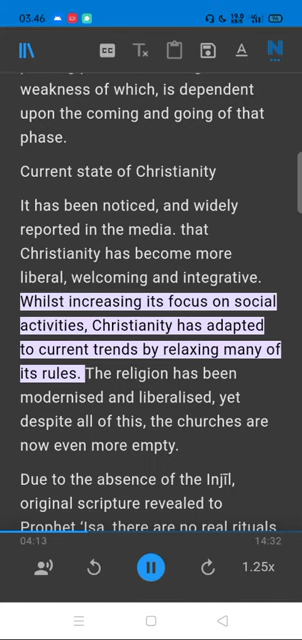 03.46
19.9 KB/s
4G
weakness of which, is dependent
upon the coming and going of that
phase.
Current state of Christianity
It has been noticed, and widely
reported in the media. that
Christianity has become more
liberal, welcoming and integrative.
Whilst increasing its focus on social
activities, Christianity has adapted
to current trends by relaxing many of
its rules. The religion has been
modernised and liberalised, yet
despite all of this, the churches are
now even more empty.
Due to the absence of the Injīl,
original scripture revealed to
Prophet ‘Isa, there are no real rituals
04:13
14:32
1.25x